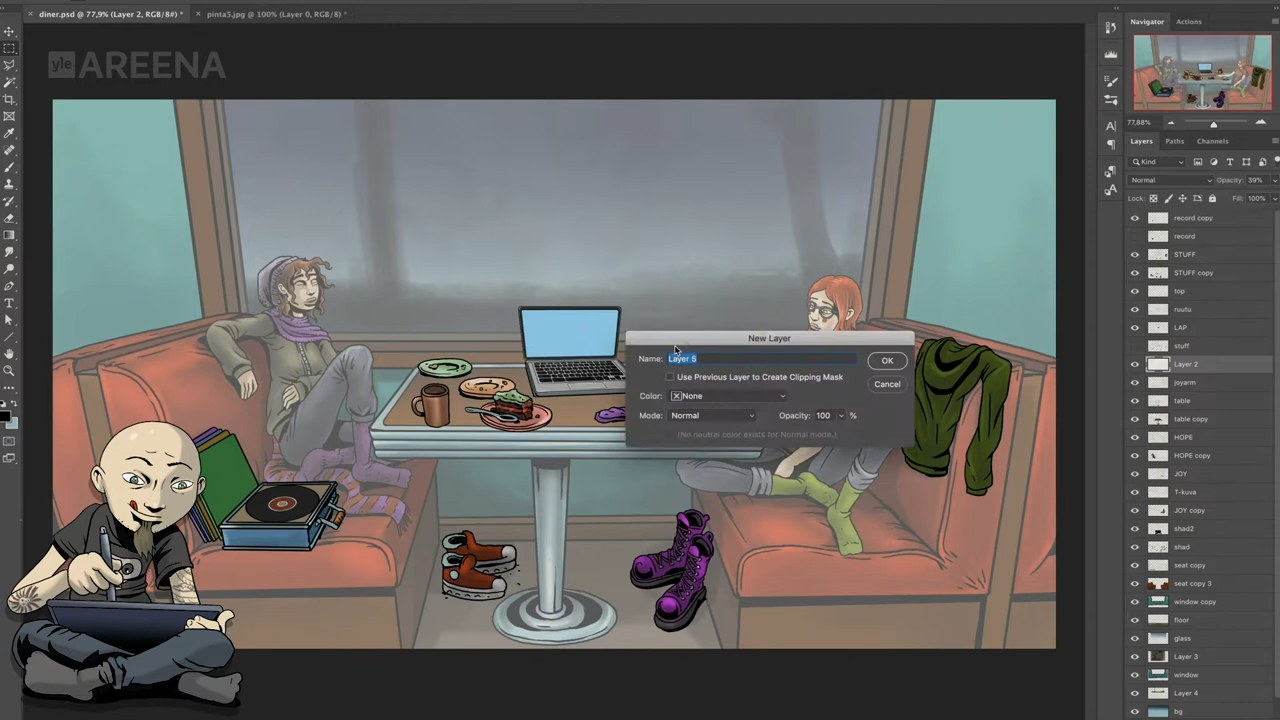 diner.psd @ 77,9% (Layer 2, RGB/8#) *
pinta5.jpg @ 100% (Layer 0, RGB/8) *
yle AREENA
New Layer
Name: Layer 5
OK
Use Previous Layer to Create Clipping Mask
Cancel
Color: None
Mode: Normal
Opacity: 100 %
(No neutral color exists for Normal mode.)
Navigator
Actions
77,88%
Layers
Paths
Channels
Kind
Normal
Opacity: 39%
Lock:
Fill: 100%
record copy
record
STUFF
STUFF copy
top
ruutu
LAP
stuff
Layer 2
joyarm
table
table copy
HOPE
HOPE copy
JOY
T-kuva
JOY copy
shad2
shad
seat copy
seat copy 3
window copy
floor
glass
Layer 3
window
Layer 4
bg